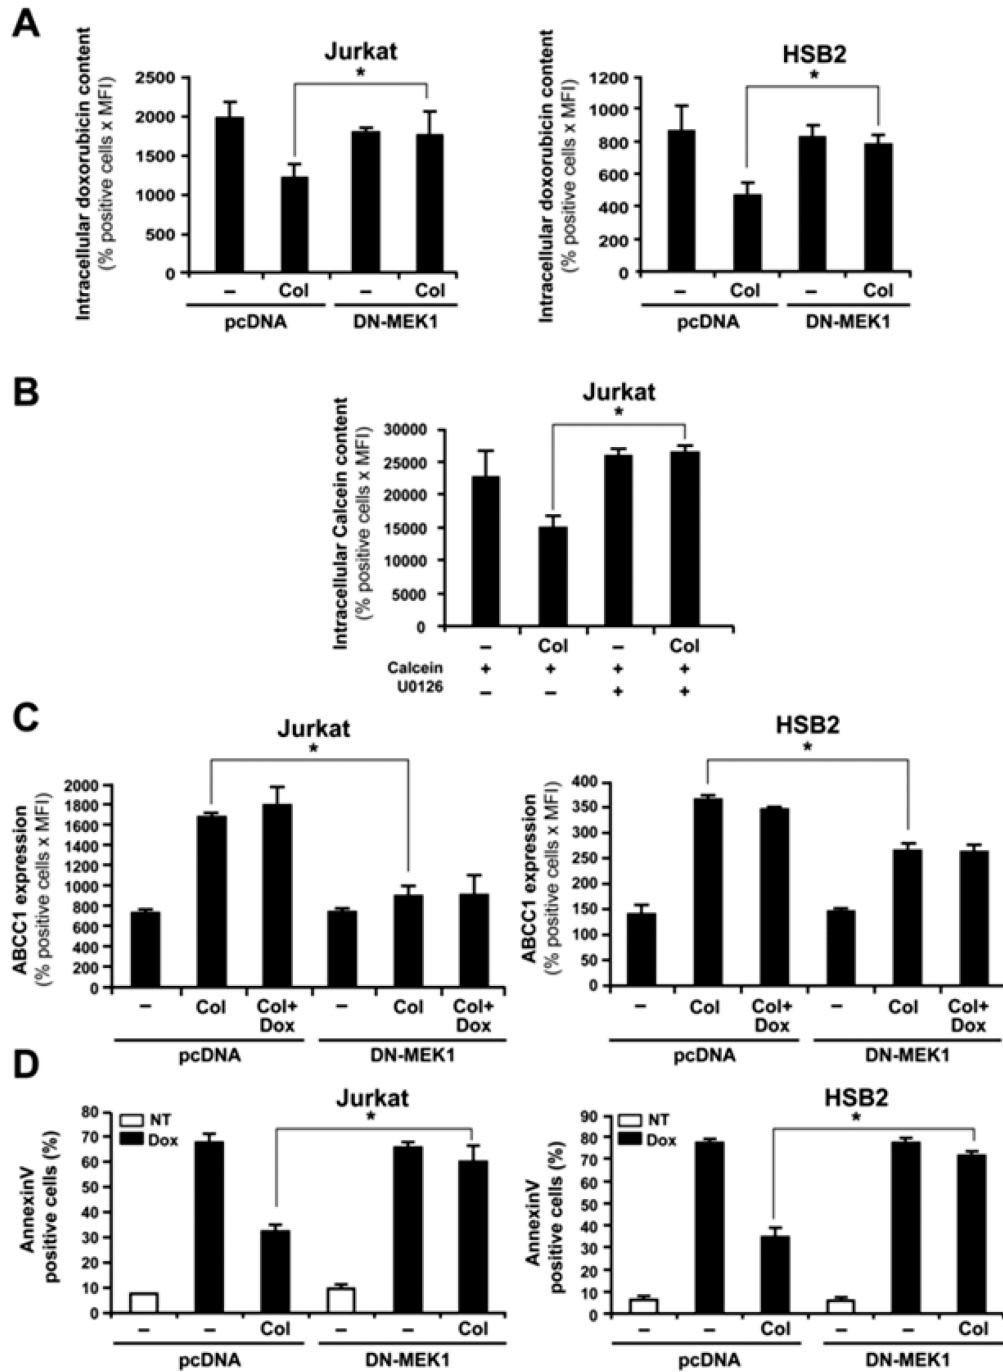 A
Jurkat
*
Intracellular doxorubicin content
(% positive cells x MFI)
2500
2000
1500
1000
500
0
– Col – Col
pcDNA DN-MEK1
HSB2
*
Intracellular doxorubicin content
(% positive cells x MFI)
1200
1000
800
600
400
200
0
– Col – Col
pcDNA DN-MEK1
B
Jurkat
*
Intracellular Calcein content
(% positive cells x MFI)
30000
25000
20000
15000
10000
5000
0
– Col – Col
Calcein + + + +
U0126 – – + +
C
Jurkat
*
ABCC1 expression
(% positive cells x MFI)
2000
1800
1600
1400
1200
1000
800
600
400
200
0
– Col Col+ – Col Col+
Dox Dox
pcDNA DN-MEK1
HSB2
*
ABCC1 expression
(% positive cells x MFI)
400
350
300
250
200
150
100
50
0
– Col Col+ – Col Col+
Dox Dox
pcDNA DN-MEK1
D
Jurkat
*
NT
Dox
AnnexinV
positive cells (%)
80
70
60
50
40
30
20
10
0
– – Col – – Col
pcDNA DN-MEK1
HSB2
*
NT
Dox
AnnexinV
positive cells (%)
90
80
70
60
50
40
30
20
10
0
– – Col – – Col
pcDNA DN-MEK1